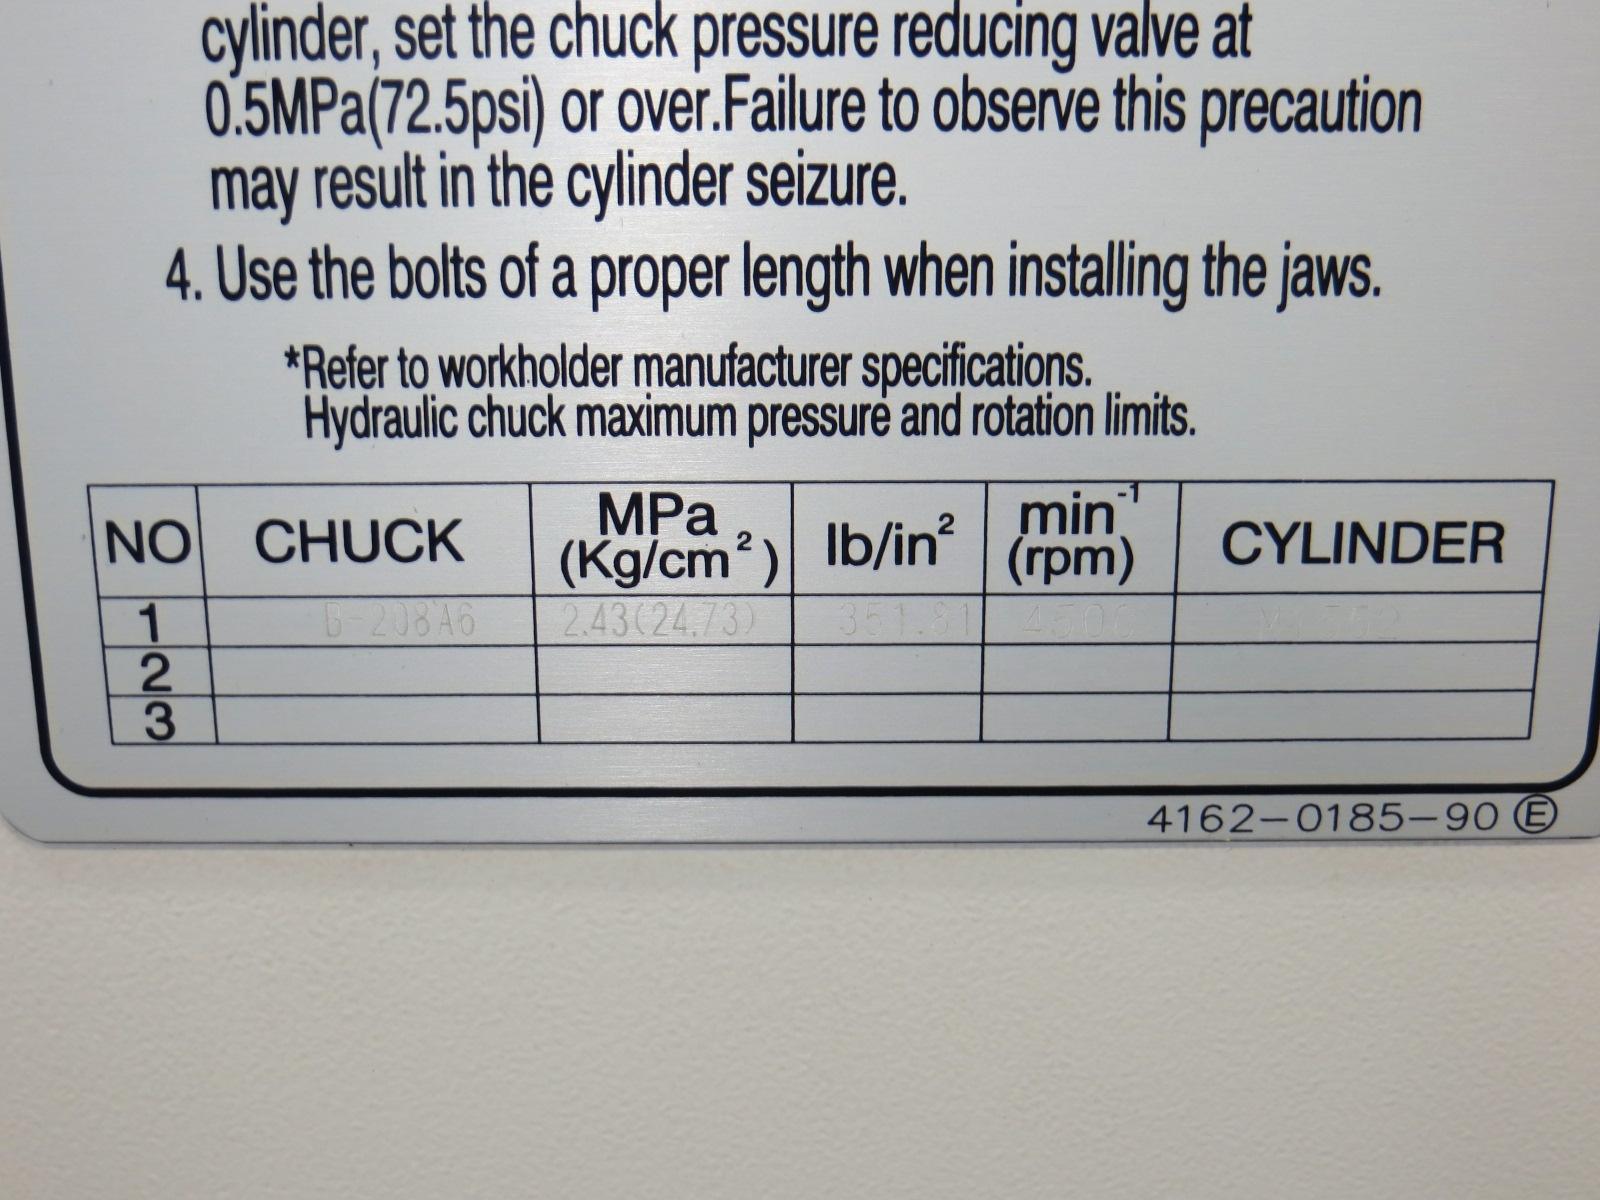 cylinder, set the chuck pressure reducing valve at
0.5MPa(72.5psi) or over.Failure to observe this precaution
may result in the cylinder seizure.
4. Use the bolts of a proper length when installing the jaws.
*Refer to workholder manufacturer specifications.
Hydraulic chuck maximum pressure and rotation limits.
NO CHUCK MPa (Kg/cm²) lb/in² min⁻¹ (rpm) CYLINDER
1 B-208A6 2.43(24.73) 351.81 4500
2
3
4162-0185-90 Ⓔ